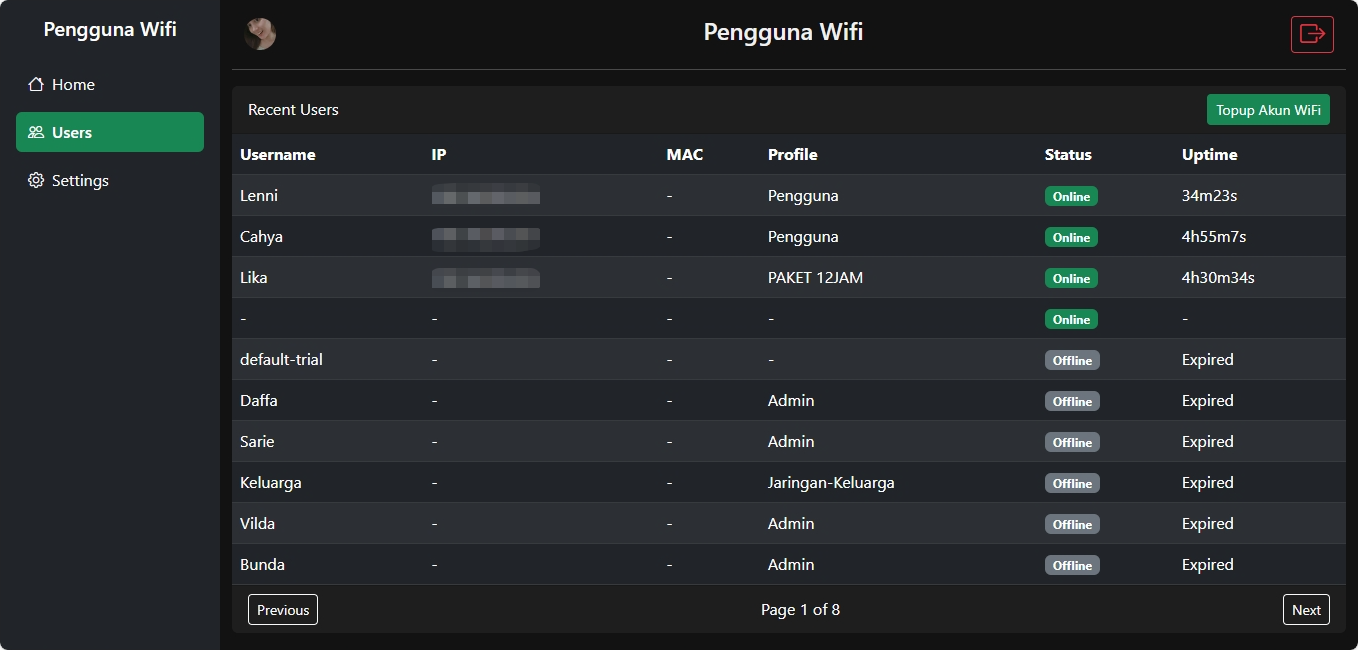 Pengguna Wifi
Home
Users
Settings
Pengguna Wifi
Recent Users Topup Akun WiFi
Username IP MAC Profile Status Uptime
Lenni - Pengguna Online 34m23s
Cahya - Pengguna Online 4h55m7s
Lika - PAKET 12JAM Online 4h30m34s
- - - - Online -
default-trial - - - Offline Expired
Daffa - - Admin Offline Expired
Sarie - - Admin Offline Expired
Keluarga - - Jaringan-Keluarga Offline Expired
Vilda - - Admin Offline Expired
Bunda - - Admin Offline Expired
Previous Page 1 of 8 Next